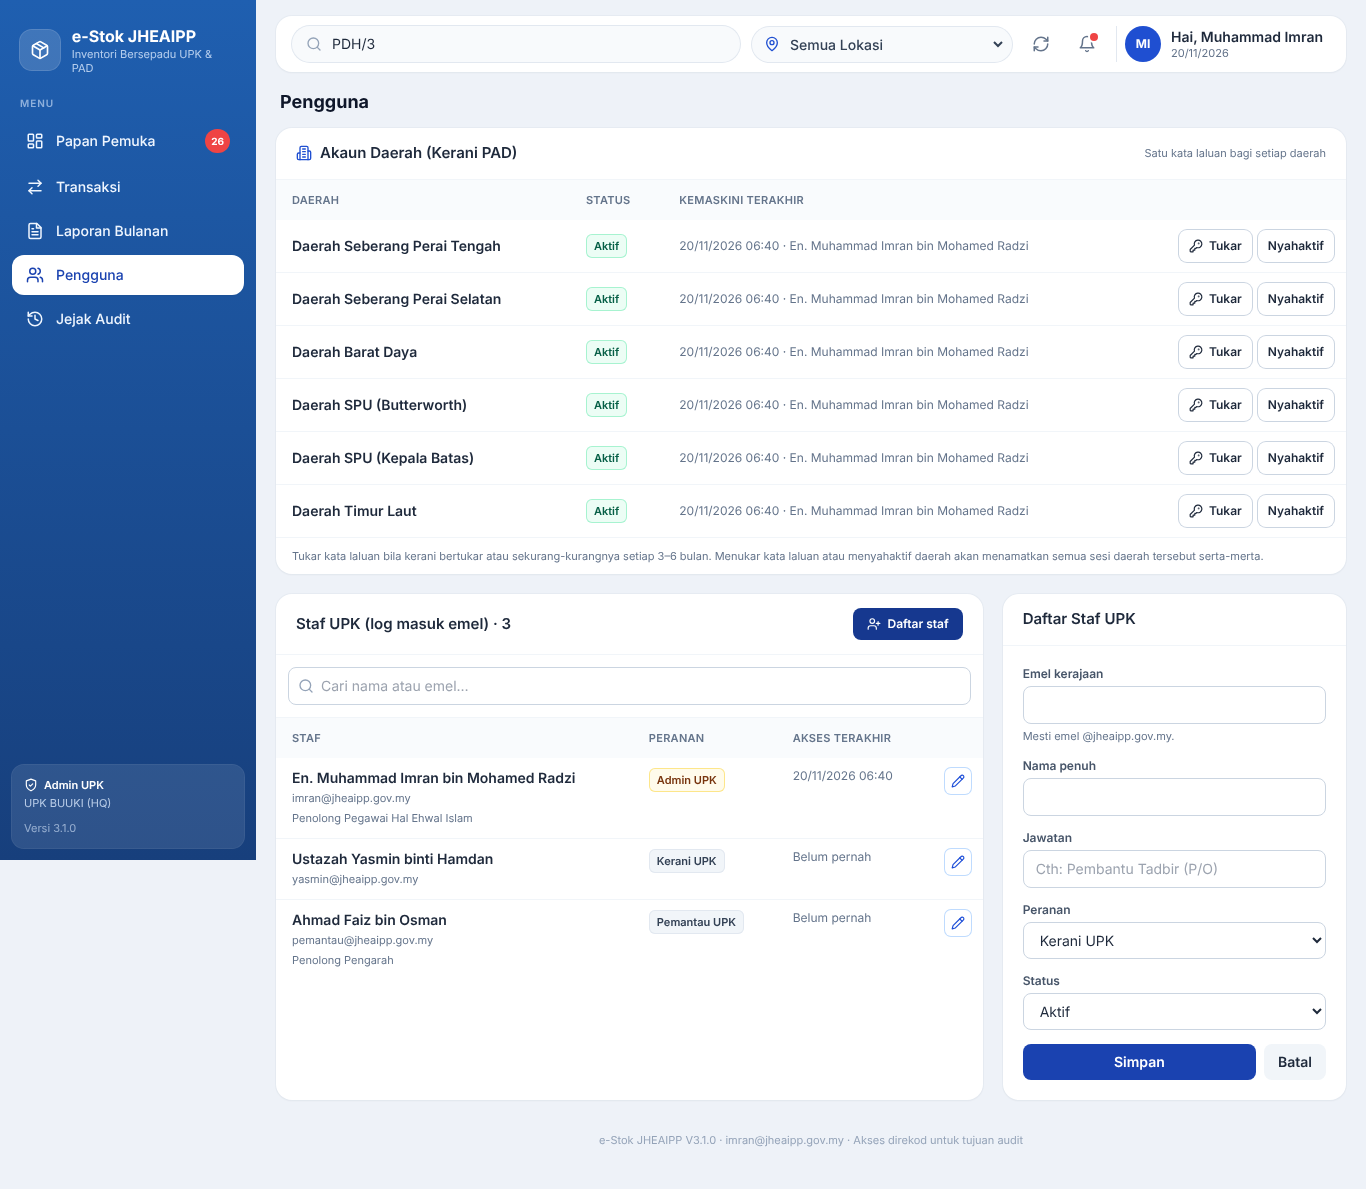 e-Stok JHEAIPP
Inventori Bersepadu UPK &
PAD
MENU
Papan Pemuka 26
Transaksi
Laporan Bulanan
Pengguna
Jejak Audit
Admin UPK
UPK BUUKI (HQ)
Versi 3.1.0
PDH/3
Semua Lokasi
MI
Hai, Muhammad Imran
20/11/2026
Pengguna
Akaun Daerah (Kerani PAD)
Satu kata laluan bagi setiap daerah
DAERAH STATUS KEMASKINI TERAKHIR
Daerah Seberang Perai Tengah Aktif 20/11/2026 06:40 · En. Muhammad Imran bin Mohamed Radzi Tukar Nyahaktif
Daerah Seberang Perai Selatan Aktif 20/11/2026 06:40 · En. Muhammad Imran bin Mohamed Radzi Tukar Nyahaktif
Daerah Barat Daya Aktif 20/11/2026 06:40 · En. Muhammad Imran bin Mohamed Radzi Tukar Nyahaktif
Daerah SPU (Butterworth) Aktif 20/11/2026 06:40 · En. Muhammad Imran bin Mohamed Radzi Tukar Nyahaktif
Daerah SPU (Kepala Batas) Aktif 20/11/2026 06:40 · En. Muhammad Imran bin Mohamed Radzi Tukar Nyahaktif
Daerah Timur Laut Aktif 20/11/2026 06:40 · En. Muhammad Imran bin Mohamed Radzi Tukar Nyahaktif
Tukar kata laluan bila kerani bertukar atau sekurang-kurangnya setiap 3–6 bulan. Menukar kata laluan atau menyahaktif daerah akan menamatkan semua sesi daerah tersebut serta-merta.
Staf UPK (log masuk emel) · 3
Daftar staf
Cari nama atau emel...
STAF PERANAN AKSES TERAKHIR
En. Muhammad Imran bin Mohamed Radzi Admin UPK 20/11/2026 06:40
imran@jheaipp.gov.my
Penolong Pegawai Hal Ehwal Islam
Ustazah Yasmin binti Hamdan Kerani UPK Belum pernah
yasmin@jheaipp.gov.my
Ahmad Faiz bin Osman Pemantau UPK Belum pernah
pemantau@jheaipp.gov.my
Penolong Pengarah
Daftar Staf UPK
Emel kerajaan
Mesti emel @jheaipp.gov.my.
Nama penuh
Jawatan
Cth: Pembantu Tadbir (P/O)
Peranan
Kerani UPK
Status
Aktif
Simpan Batal
e-Stok JHEAIPP V3.1.0 · imran@jheaipp.gov.my · Akses direkod untuk tujuan audit